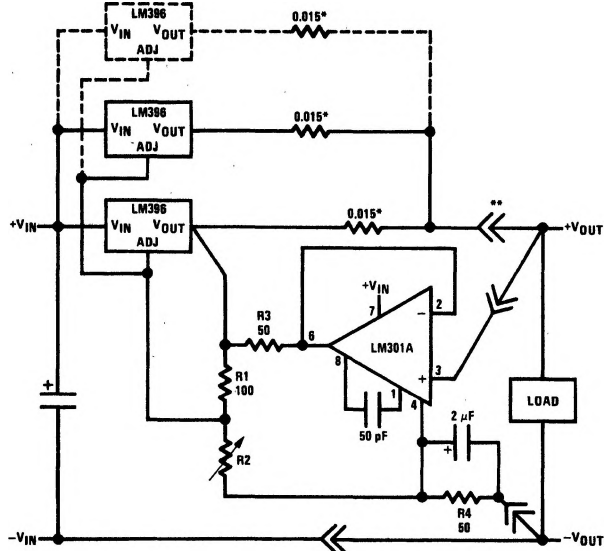 LM396
VIN VOUT
ADJ
0.015*
LM396
VIN VOUT
ADJ
0.015*
LM396
+VIN
VIN VOUT
ADJ
0.015*
**
+VOUT
+VIN
7
2
−
R3
50
6
LM301A
8
+
3
1
4
R1
100
50 pF
2 μF
+
LOAD
+
R2
R4
50
−VIN
−VOUT